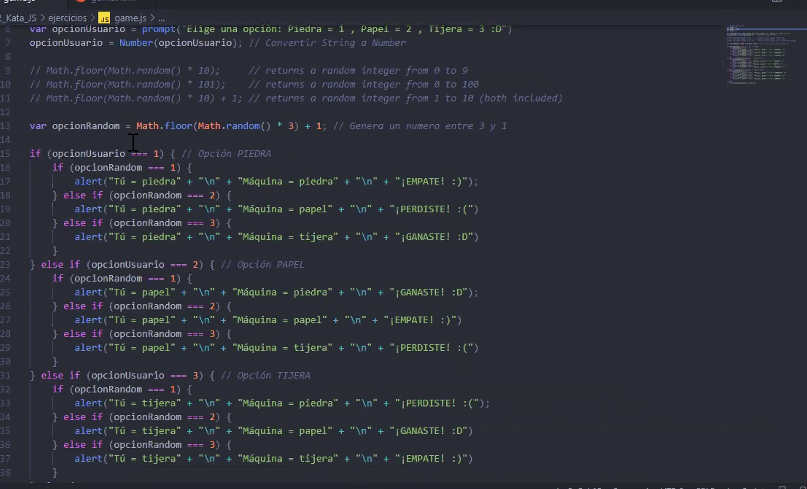 game.js
2_Kata_JS > ejercicios > JS game.js > ...
6 var opcionUsuario = prompt("Elige una opción: Piedra = 1 , Papel = 2 , Tijera = 3 :D")
7 opcionUsuario = Number(opcionUsuario); // Convertir String a Number
8
9 // Math.floor(Math.random() * 10); // returns a random integer from 0 to 9
10 // Math.floor(Math.random() * 101); // returns a random integer from 0 to 100
11 // Math.floor(Math.random() * 10) + 1; // returns a random integer from 1 to 10 (both included)
12
13 var opcionRandom = Math.floor(Math.random() * 3) + 1; // Genera un numero entre 3 y 1
14
15 if (opcionUsuario === 1) { // Opción PIEDRA
16 if (opcionRandom === 1) {
17 alert("Tú = piedra" + "\n" + "Máquina = piedra" + "\n" + "¡EMPATE! :)");
18 } else if (opcionRandom === 2) {
19 alert("Tú = piedra" + "\n" + "Máquina = papel" + "\n" + "¡PERDISTE! :(")
20 } else if (opcionRandom === 3) {
21 alert("Tú = piedra" + "\n" + "Máquina = tijera" + "\n" + "¡GANASTE! :D")
22 }
23 } else if (opcionUsuario === 2) { // Opción PAPEL
24 if (opcionRandom === 1) {
25 alert("Tú = papel" + "\n" + "Máquina = piedra" + "\n" + "¡GANASTE! :D");
26 } else if (opcionRandom === 2) {
27 alert("Tú = papel" + "\n" + "Máquina = papel" + "\n" + "¡EMPATE! :)")
28 } else if (opcionRandom === 3) {
29 alert("Tú = papel" + "\n" + "Máquina = tijera" + "\n" + "¡PERDISTE! :(")
30 }
31 } else if (opcionUsuario === 3) { // Opción TIJERA
32 if (opcionRandom === 1) {
33 alert("Tú = tijera" + "\n" + "Máquina = piedra" + "\n" + "¡PERDISTE! :(");
34 } else if (opcionRandom === 2) {
35 alert("Tú = tijera" + "\n" + "Máquina = papel" + "\n" + "¡GANASTE! :D")
36 } else if (opcionRandom === 3) {
37 alert("Tú = tijera" + "\n" + "Máquina = tijera" + "\n" + "¡EMPATE! :)")
38 }